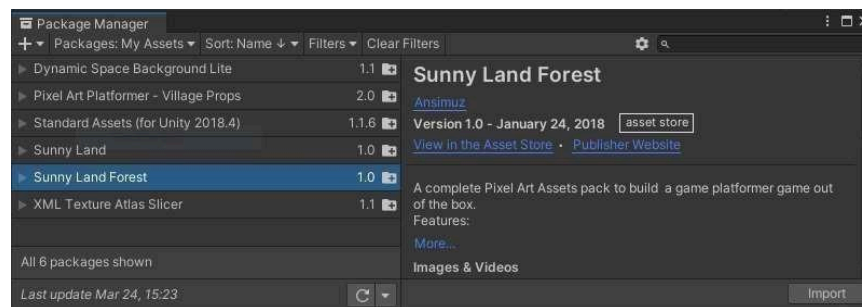 Package Manager
Packages: My Assets Sort: Name ↓ Filters Clear Filters
Dynamic Space Background Lite 1.1
Pixel Art Platformer - Village Props 2.0
Standard Assets (for Unity 2018.4) 1.1.6
Sunny Land 1.0
Sunny Land Forest 1.0
XML Texture Atlas Slicer 1.1
All 6 packages shown
Last update Mar 24, 15:23
Sunny Land Forest
Ansimuz
Version 1.0 - January 24, 2018 asset store
View in the Asset Store • Publisher Website
A complete Pixel Art Assets pack to build a game platformer game out
of the box.
Features:
More...
Images & Videos
Import